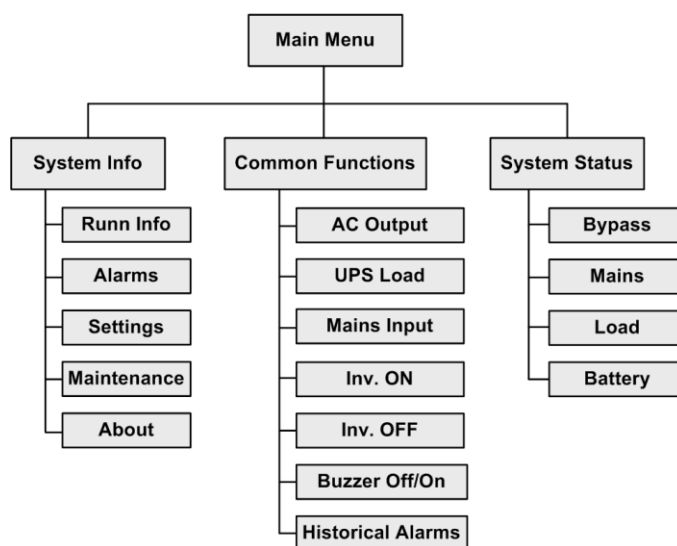 Main Menu
System Info
Common Functions
System Status
Runn Info
Alarms
Settings
Maintenance
About
AC Output
UPS Load
Mains Input
Inv. ON
Inv. OFF
Buzzer Off/On
Historical Alarms
Bypass
Mains
Load
Battery